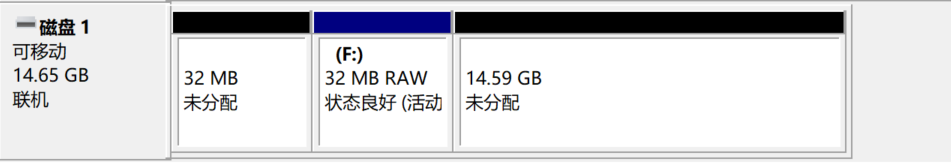 磁盘 1
可移动
14.65 GB
联机
32 MB
未分配
(F:)
32 MB RAW
状态良好 (活动
14.59 GB
未分配